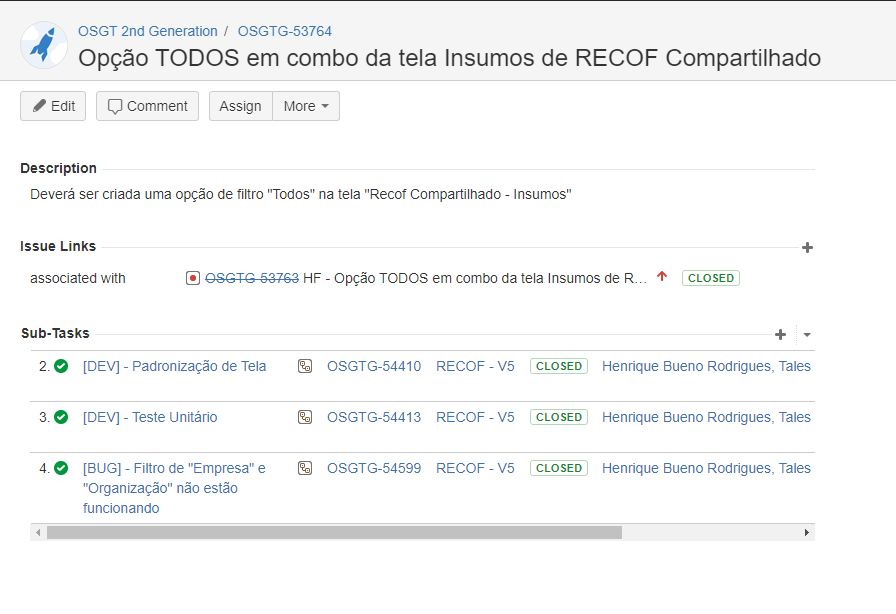 OSGT 2nd Generation / OSGTG-53764
Opção TODOS em combo da tela Insumos de RECOF Compartilhado
Edit Comment Assign More
Description
Deverá ser criada uma opção de filtro "Todos" na tela "Recof Compartilhado - Insumos"
Issue Links
associated with OSGTG-53763 HF - Opção TODOS em combo da tela Insumos de R... CLOSED
Sub-Tasks
2. [DEV] - Padronização de Tela OSGTG-54410 RECOF - V5 CLOSED Henrique Bueno Rodrigues, Tales
3. [DEV] - Teste Unitário OSGTG-54413 RECOF - V5 CLOSED Henrique Bueno Rodrigues, Tales
4. [BUG] - Filtro de "Empresa" e OSGTG-54599 RECOF - V5 CLOSED Henrique Bueno Rodrigues, Tales
"Organização" não estão
funcionando